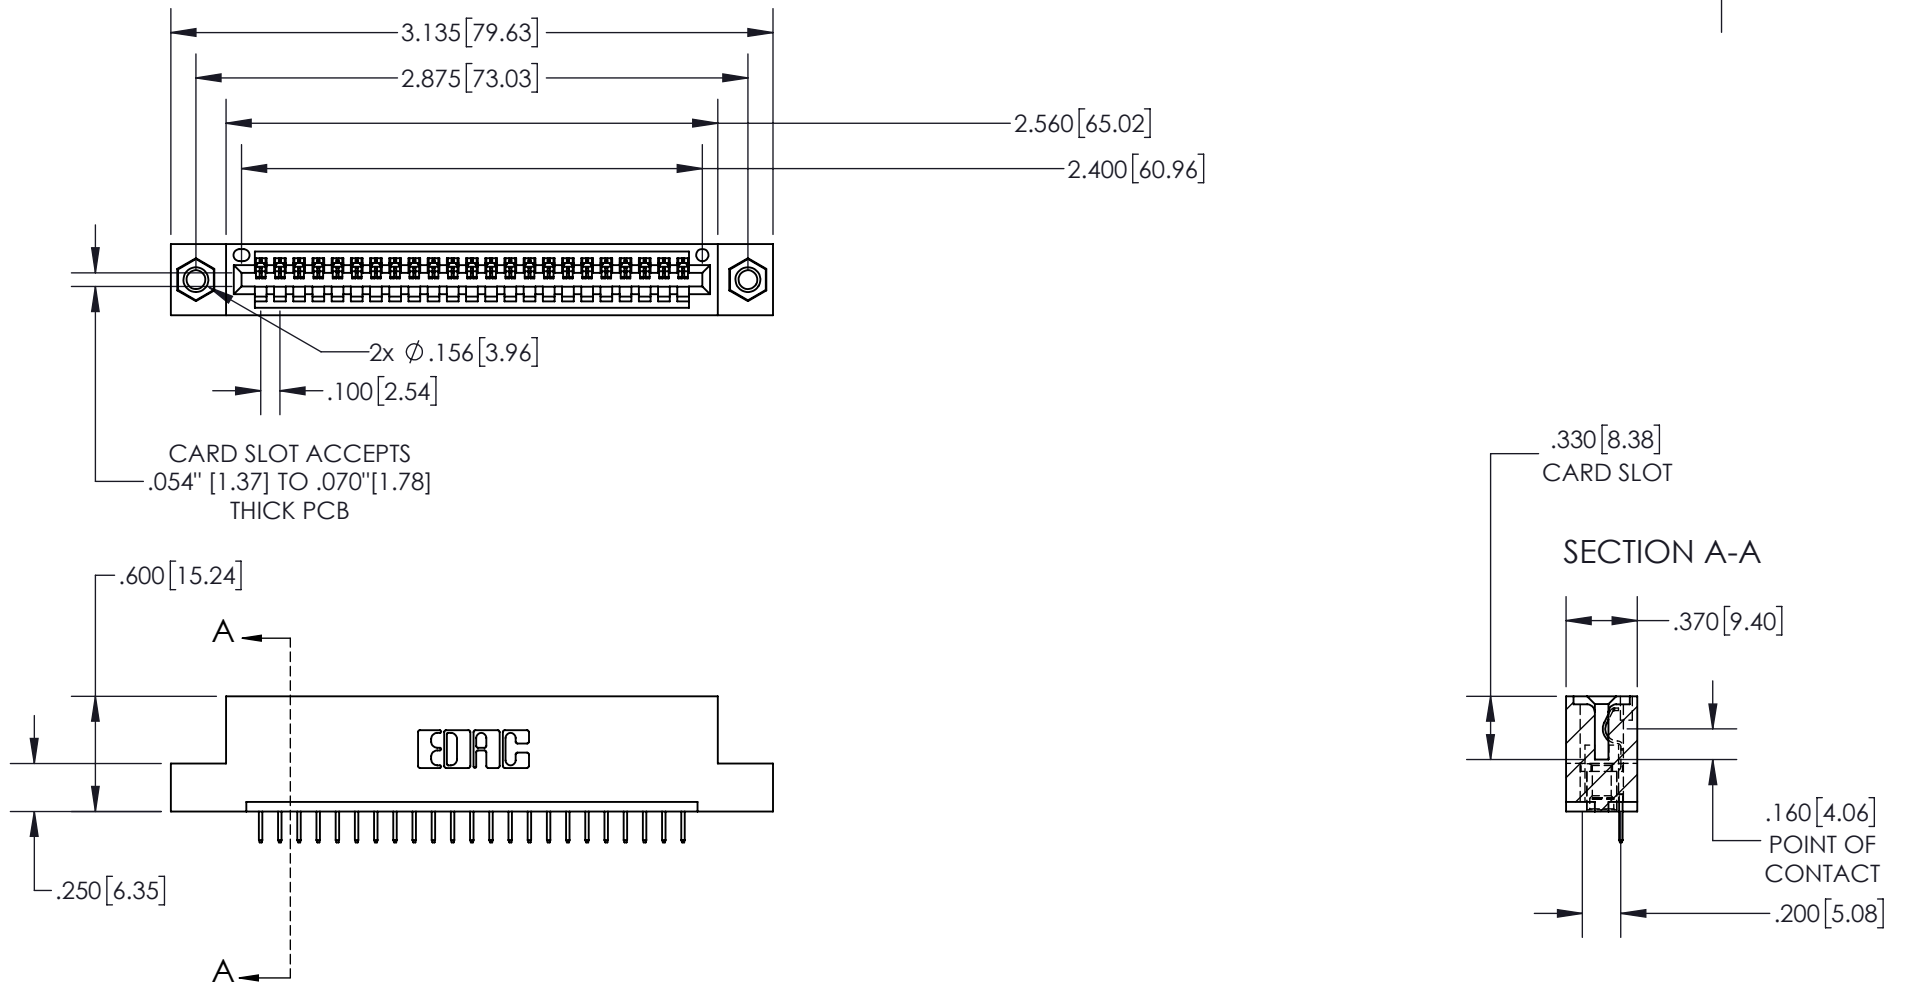 3.135[79.63]
2.875[73.03]
2.560[65.02]
2.400[60.96]
2x Ø.156[3.96]
.100[2.54]
CARD SLOT ACCEPTS
.054" [1.37] TO .070"[1.78]
THICK PCB
.330[8.38]
CARD SLOT
SECTION A-A
.600[15.24]
.370[9.40]
A
EDAC
.160[4.06]
POINT OF
CONTACT
.250[6.35]
.200[5.08]
A